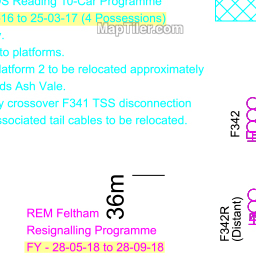 Reading 10-Car Programme
16 to 25-03-17 (4 Possessions)
MapTiler.com
to platforms.
latform 2 to be relocated approximately
ds Ash Vale.
y crossover F341 TSS disconnection
ssociated tail cables to be relocated.
F342
36m
REM Feltham
Resignalling Programme
FY - 28-05-18 to 28-09-18
F342R
(Distant)